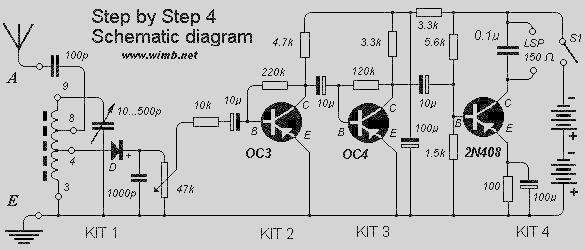 Step by Step 4
Schematic diagram
www.wimb.net
100p
A
9
10...500p
8
4
D
+
3
1000p
47k
E
KIT 1
10k
10µ
+
220k
4.7k
B
C
E
OC3
KIT 2
10µ
+
120k
3.3k
B
C
E
OC4
KIT 3
3.3k
10µ
+
100µ
+
5.6k
1.5k
B
C
E
2N408
0.1µ
LSP
150 Ω
S1
100
100µ
+
+
−
+
−
KIT 4